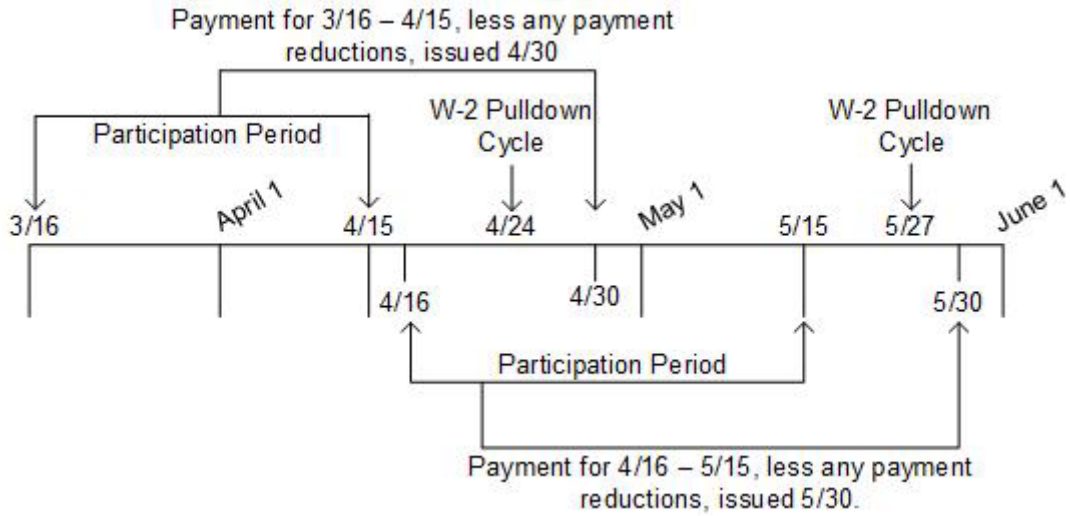 Payment for 3/16 – 4/15, less any payment
reductions, issued 4/30
W-2 Pulldown
Cycle
W-2 Pulldown
Cycle
Participation Period
3/16
April 1
4/15
4/24
May 1
5/15
5/27
June 1
4/16
4/30
5/30
Participation Period
Payment for 4/16 – 5/15, less any payment
reductions, issued 5/30.